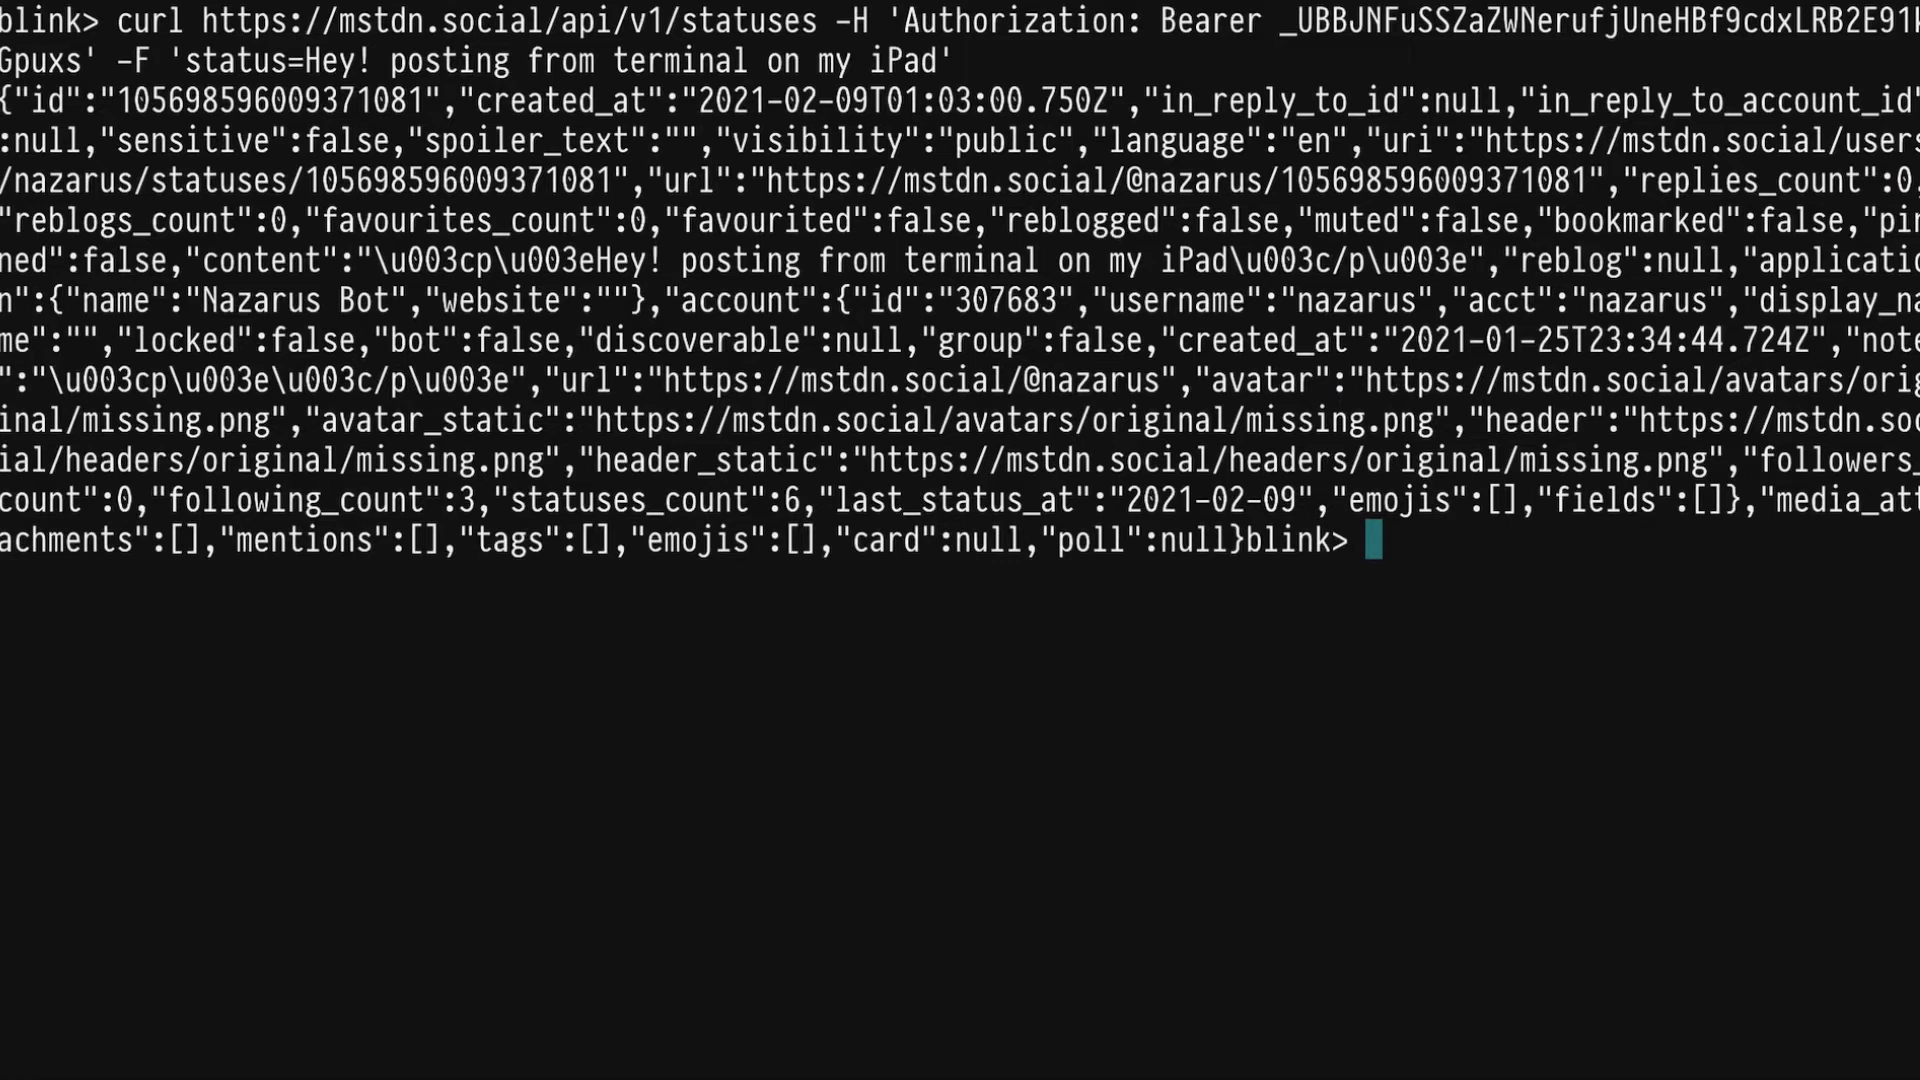 blink> curl https://mstdn.social/api/v1/statuses -H 'Authorization: Bearer _UBBJNFuSSZaZWNerufjUneHBf9cdxLRB2E91k
Gpuxs' -F 'status=Hey! posting from terminal on my iPad'
{"id":"105698596009371081","created_at":"2021-02-09T01:03:00.750Z","in_reply_to_id":null,"in_reply_to_account_id"
:null,"sensitive":false,"spoiler_text":"","visibility":"public","language":"en","uri":"https://mstdn.social/users
/nazarus/statuses/105698596009371081","url":"https://mstdn.social/@nazarus/105698596009371081","replies_count":0,
"reblogs_count":0,"favourites_count":0,"favourited":false,"reblogged":false,"muted":false,"bookmarked":false,"pin
ned":false,"content":"\u003cp\u003eHey! posting from terminal on my iPad\u003c/p\u003e","reblog":null,"applicatio
n":{"name":"Nazarus Bot","website":""},"account":{"id":"307683","username":"nazarus","acct":"nazarus","display_na
me":"","locked":false,"bot":false,"discoverable":null,"group":false,"created_at":"2021-01-25T23:34:44.724Z","note
":"\u003cp\u003e\u003c/p\u003e","url":"https://mstdn.social/@nazarus","avatar":"https://mstdn.social/avatars/orig
inal/missing.png","avatar_static":"https://mstdn.social/avatars/original/missing.png","header":"https://mstdn.soc
ial/headers/original/missing.png","header_static":"https://mstdn.social/headers/original/missing.png","followers_
count":0,"following_count":3,"statuses_count":6,"last_status_at":"2021-02-09","emojis":[],"fields":[]},"media_att
achments":[],"mentions":[],"tags":[],"emojis":[],"card":null,"poll":null}blink>